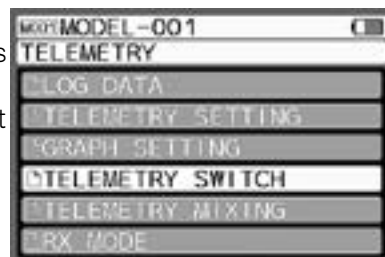 MODEL-001
s TELEMETRY
LOG DATA
t TELEMETRY SETTING
GRAPH SETTING
TELEMETRY SWITCH
TELEMETRY MIXING
RX MODE